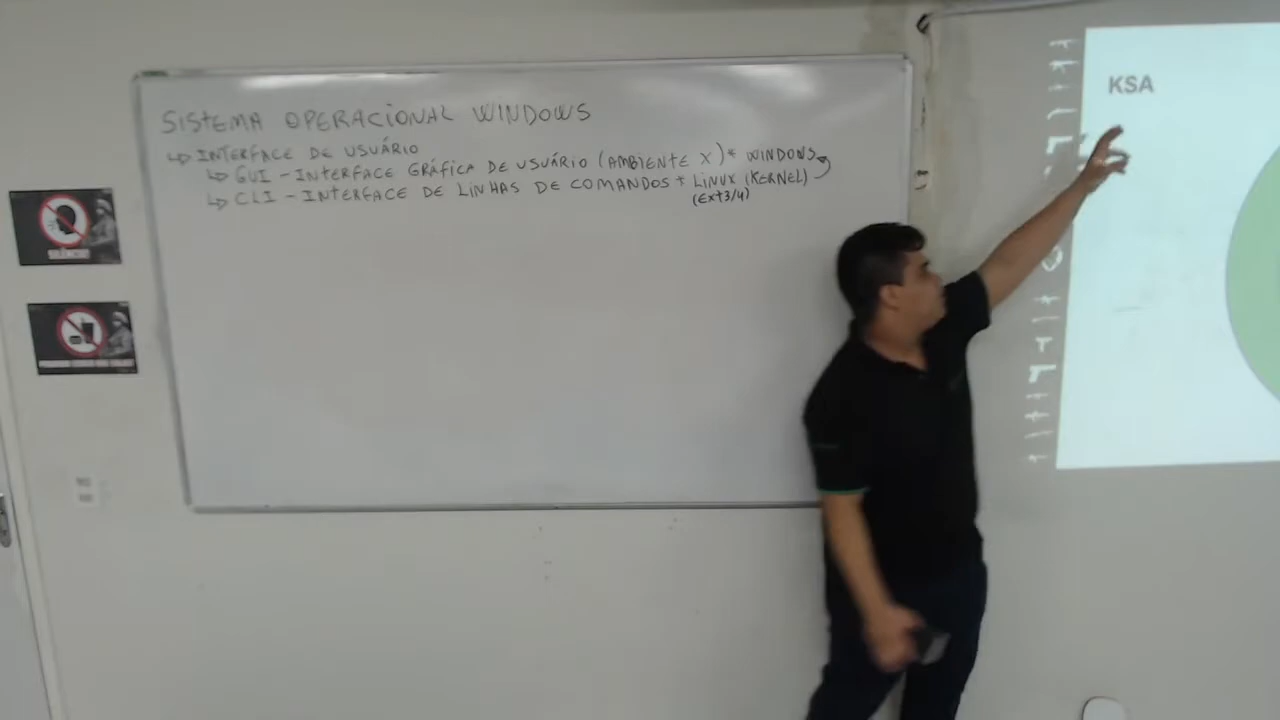 SISTEMA OPERACIONAL WINDOWS
↳ INTERFACE DE USUÁRIO
↳ GUI - INTERFACE GRÁFICA DE USUÁRIO (AMBIENTE X) * WINDOWS
↳ CLI - INTERFACE DE LINHAS DE COMANDOS * LINUX (KERNEL)
(Ext3/4)
KSA
SILÊNCIO!